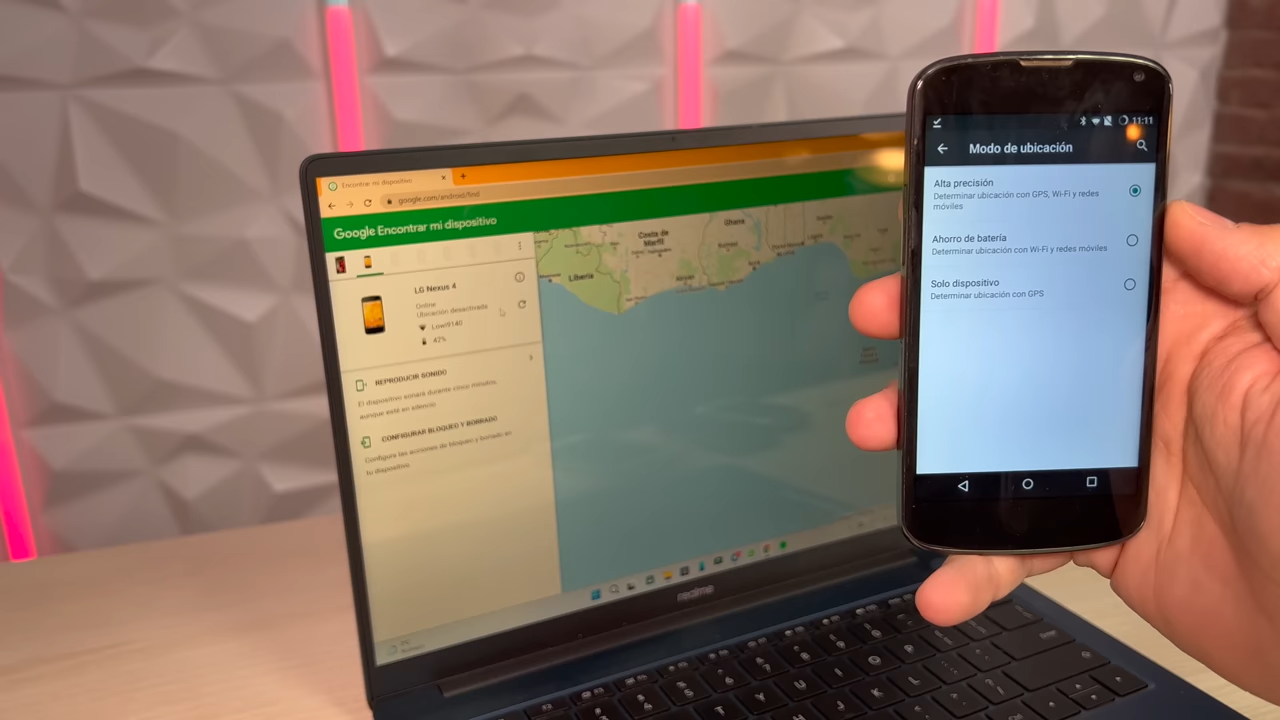 Encontrar mi dispositivo
google.com/android/find
Google Encontrar mi dispositivo
LG Nexus 4
Online
Ubicación desactivada
Lowi9140
42%
REPRODUCIR SONIDO
El dispositivo sonará durante cinco minutos,
aunque esté en silencio.
CONFIGURAR BLOQUEO Y BORRADO
Configura las acciones de bloqueo y borrado en
tu dispositivo.
Liberia
Costa de
Marfil
Ghana
realme
11:11
Modo de ubicación
Alta precisión
Determinar ubicación con GPS, Wi-Fi y redes
móviles
Ahorro de batería
Determinar ubicación con Wi-Fi y redes móviles
Solo dispositivo
Determinar ubicación con GPS